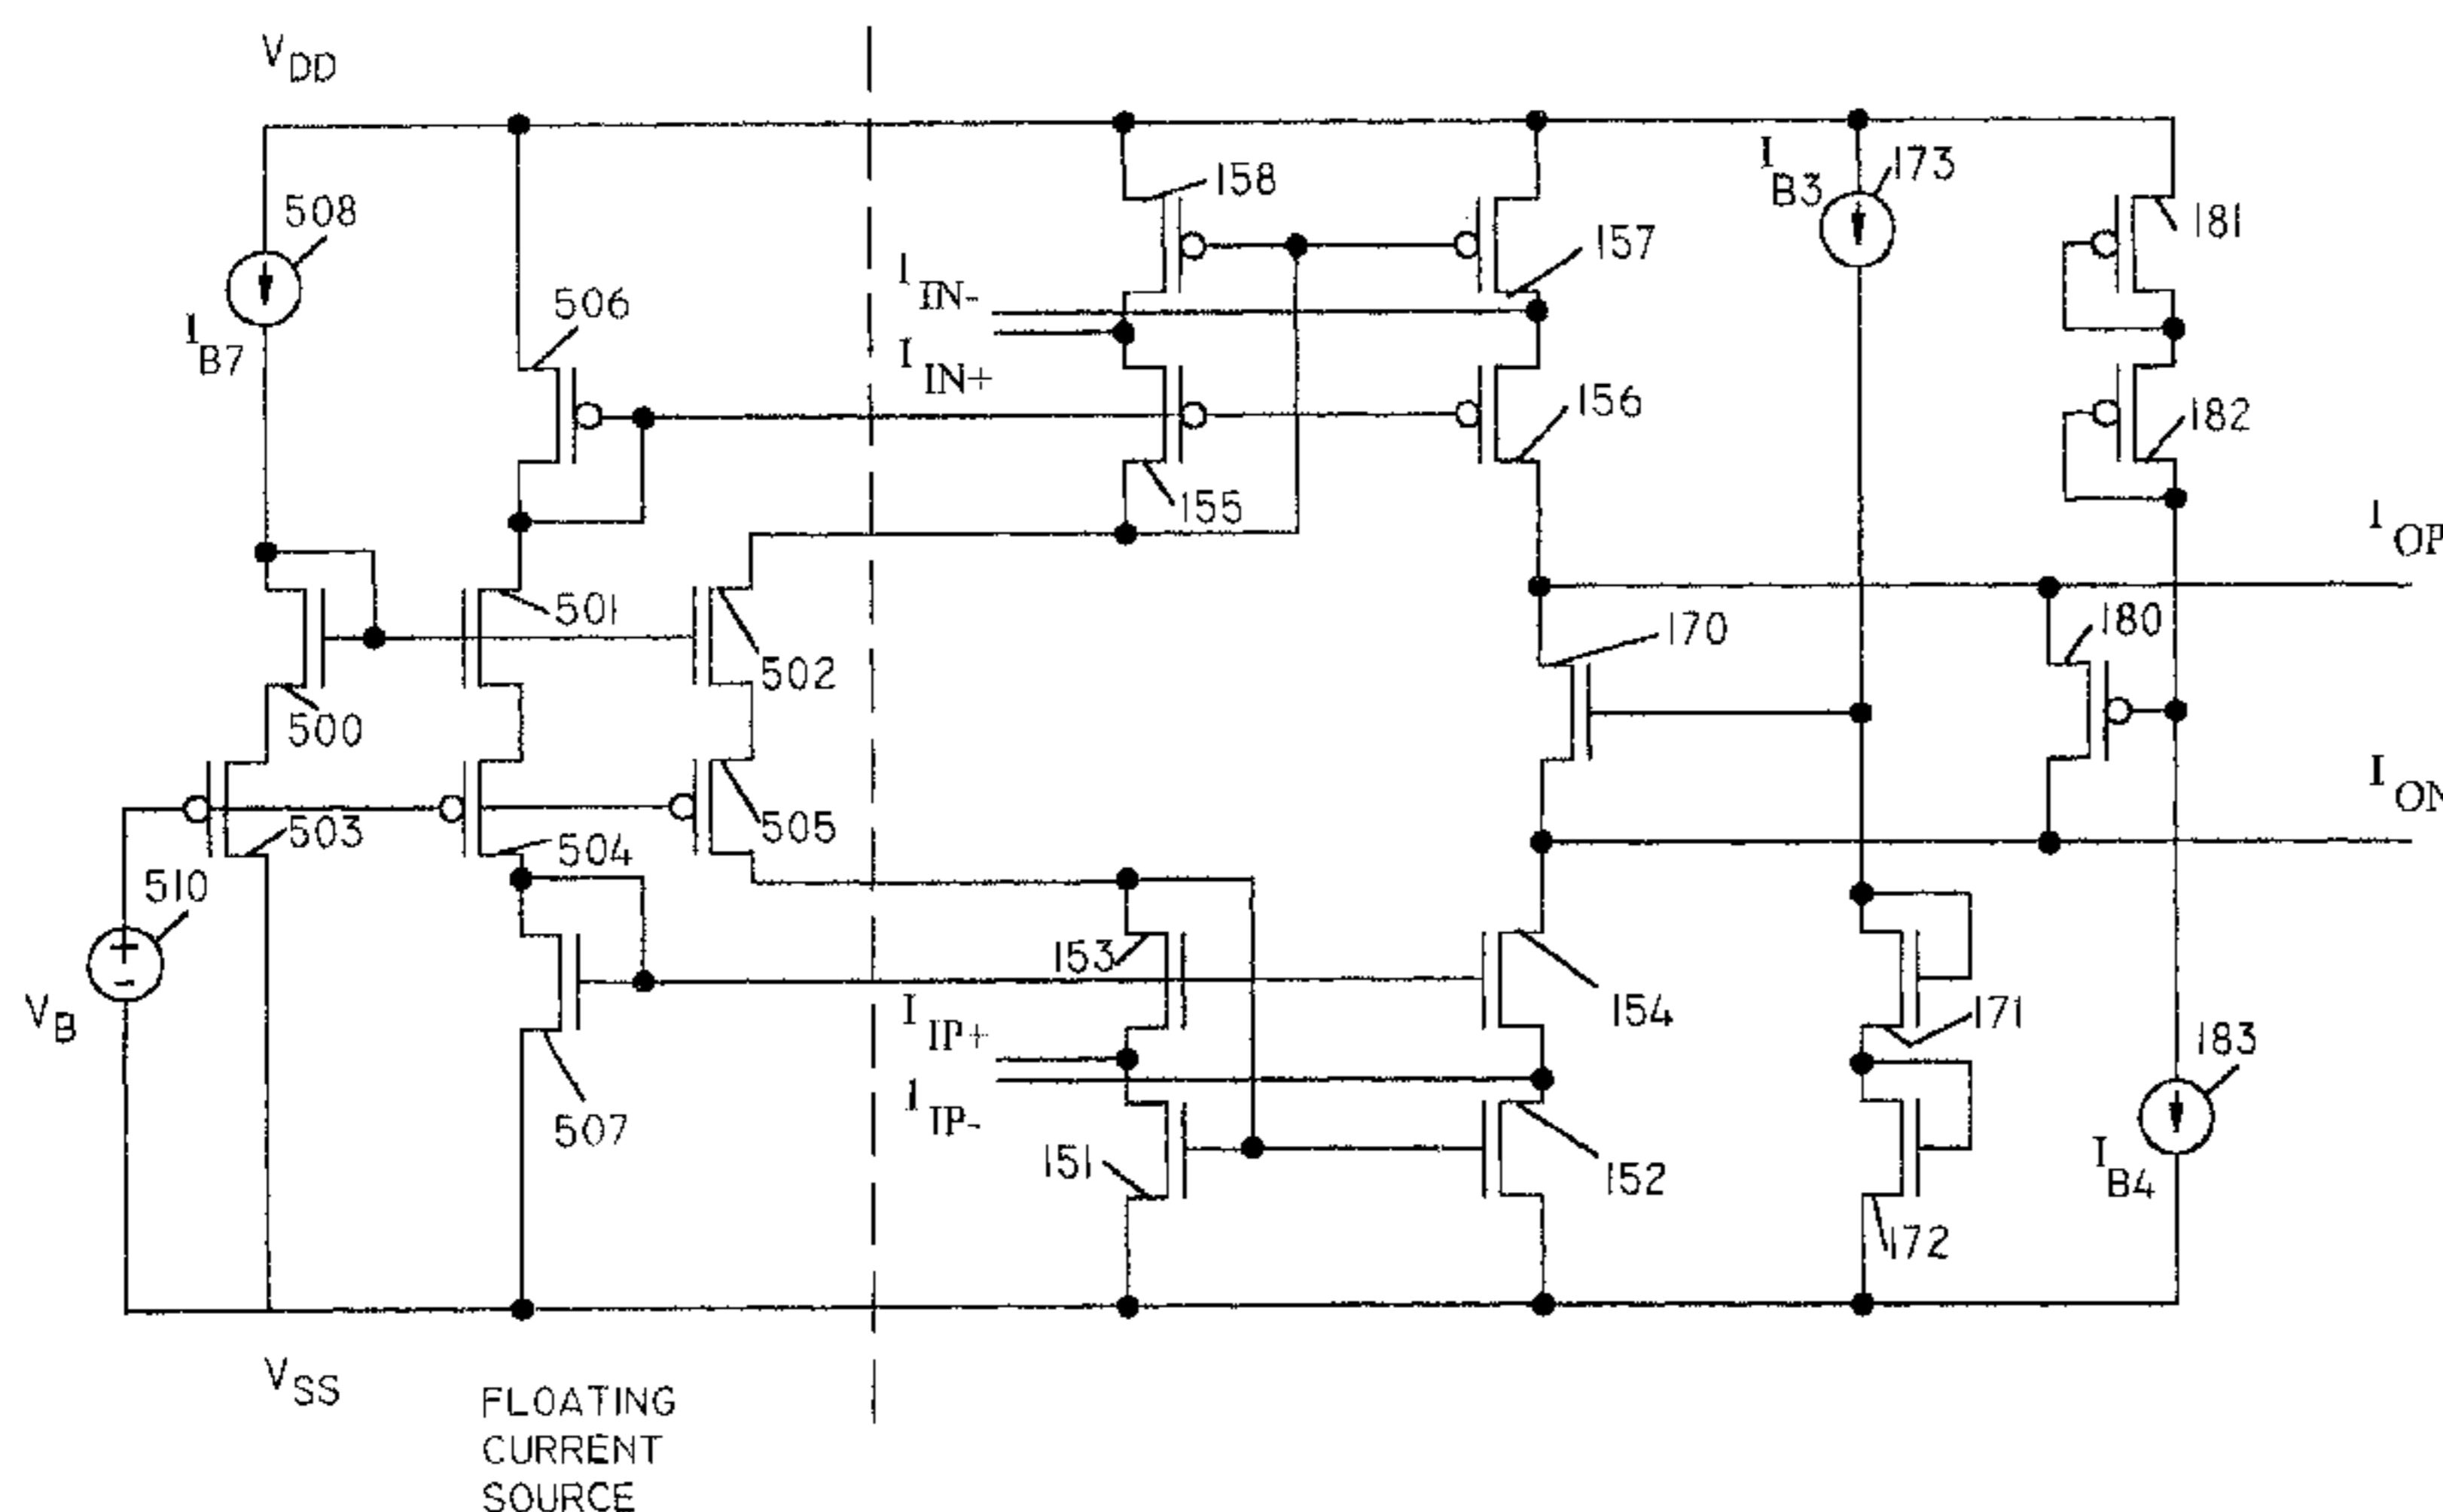 VDD
508
IB7
506
158
IIN-
IIN+
157
IB3
173
181
156
182
155
IOP
501
502
170
180
500
503
504
505
510
VB
ION
153
154
171
IIP+
IIP-
183
507
151
152
IB4
172
VSS
FLOATING
CURRENT
SOURCE